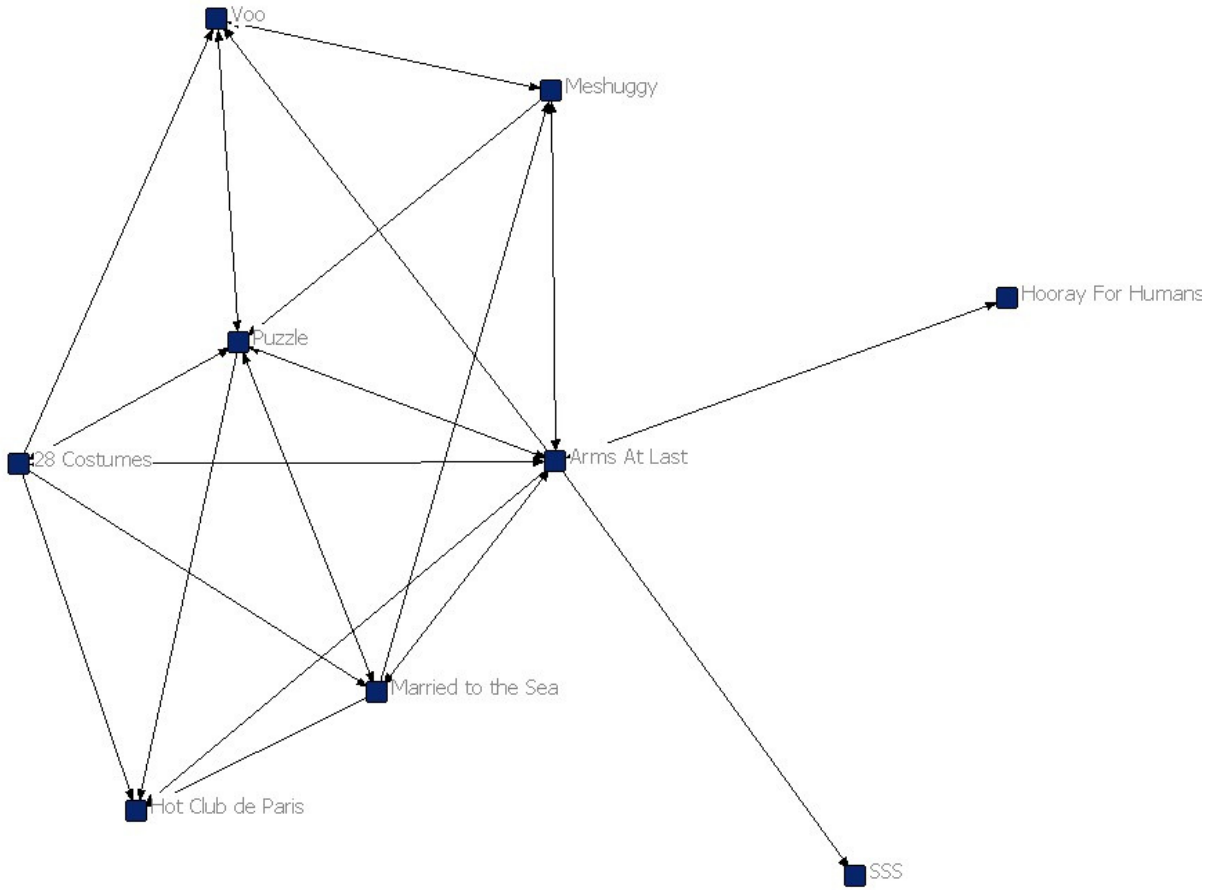 Voo
Meshuggy
Hooray For Humans
Puzzle
28 Costumes
Arms At Last
Married to the Sea
Hot Club de Paris
SSS